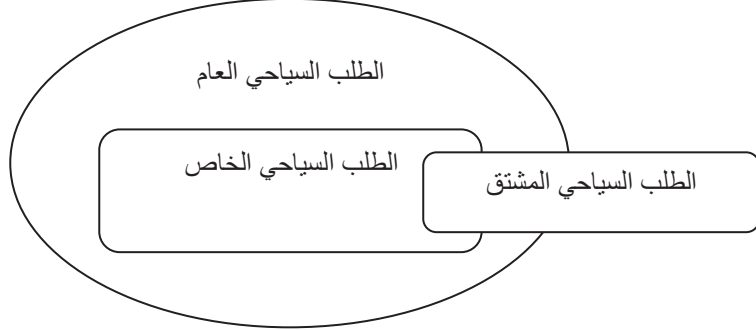 الطلب السياحي العام
الطلب السياحي الخاص
الطلب السياحي المشتق